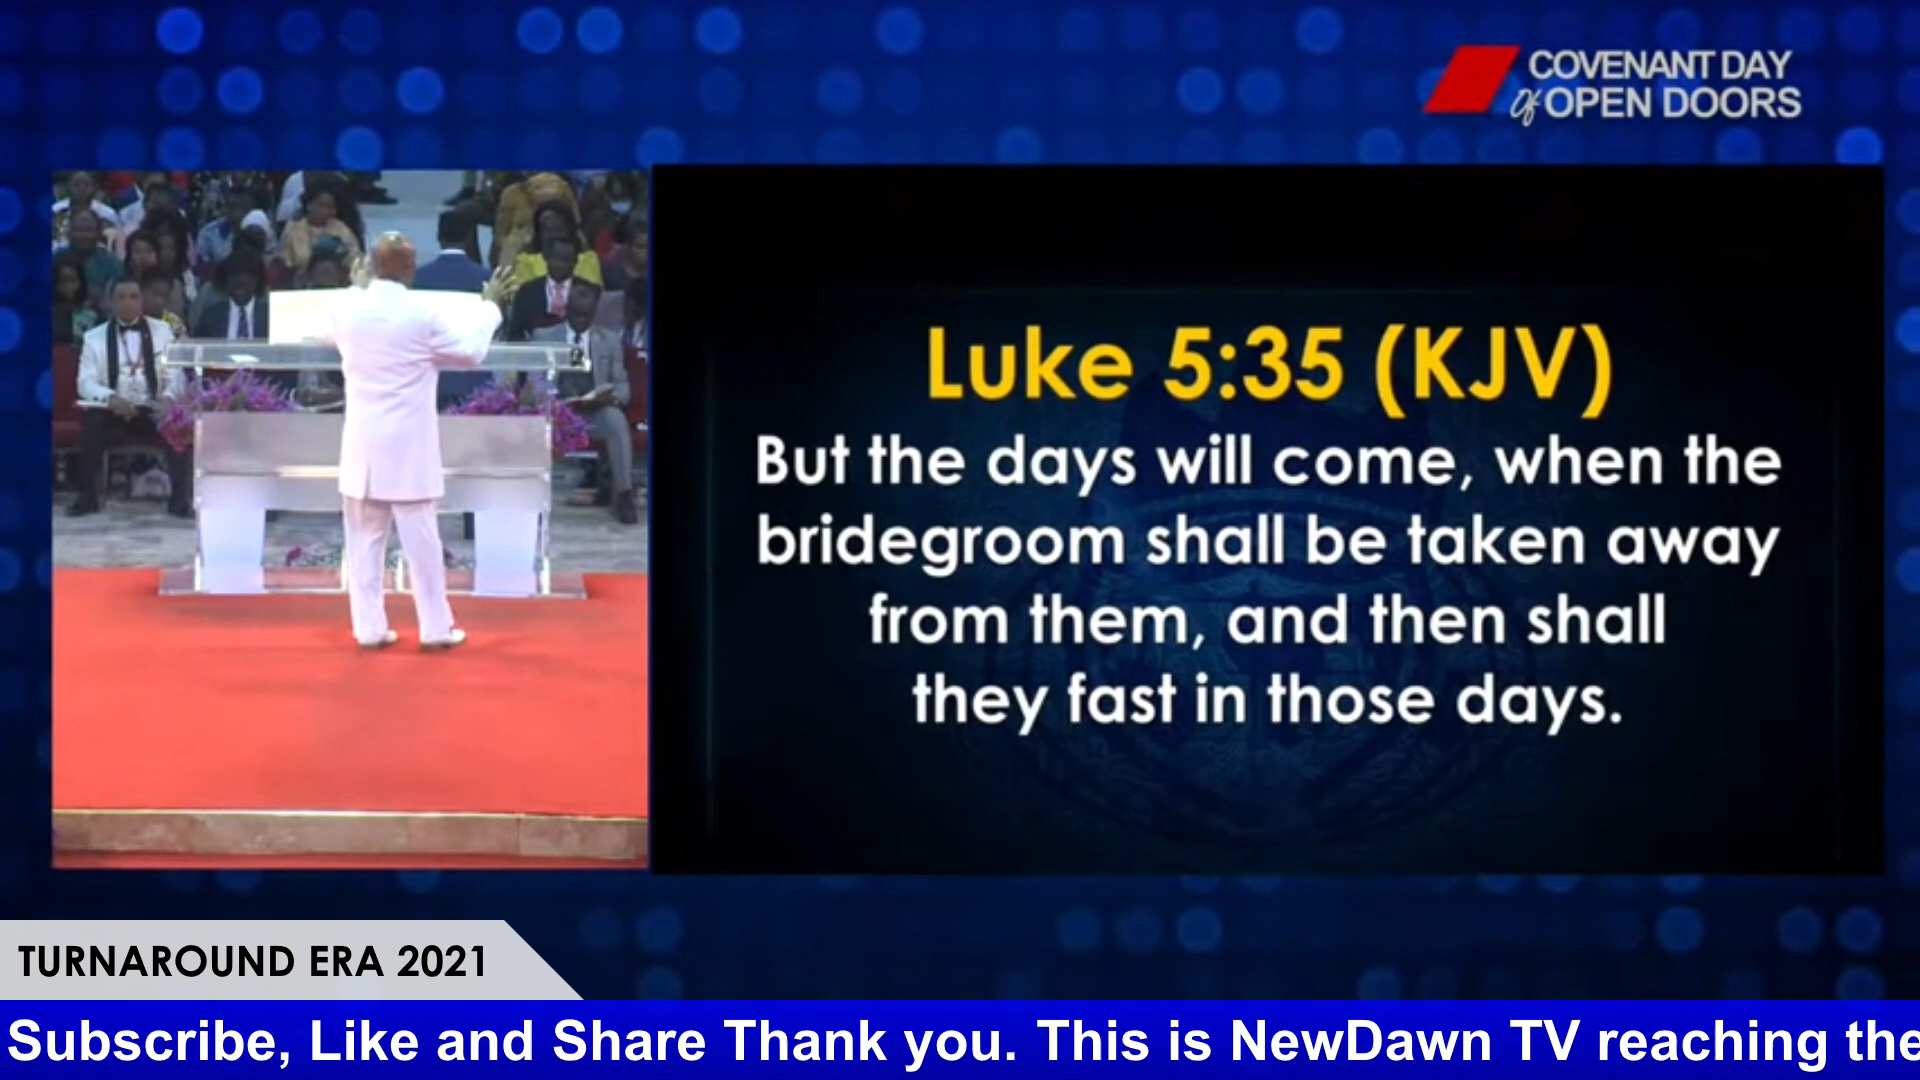 COVENANT DAY
Of OPEN DOORS
Luke 5:35 (KJV)
But the days will come, when the
bridegroom shall be taken away
from them, and then shall
they fast in those days.
TURNAROUND ERA 2021
Subscribe, Like and Share Thank you. This is NewDawn TV reaching the